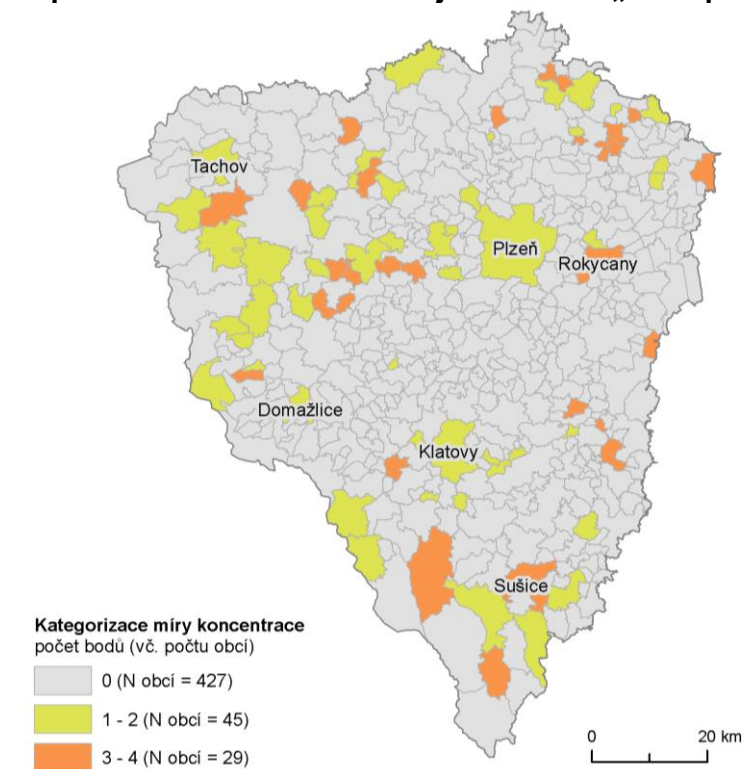 Tachov
Plzeň
Rokycany
Domažlice
Klatovy
Sušice
Kategorizace míry koncentrace
počet bodů (vč. počtu obcí)
0 (N obcí = 427)
1 - 2 (N obcí = 45)
3 - 4 (N obcí = 29)
0 20 km